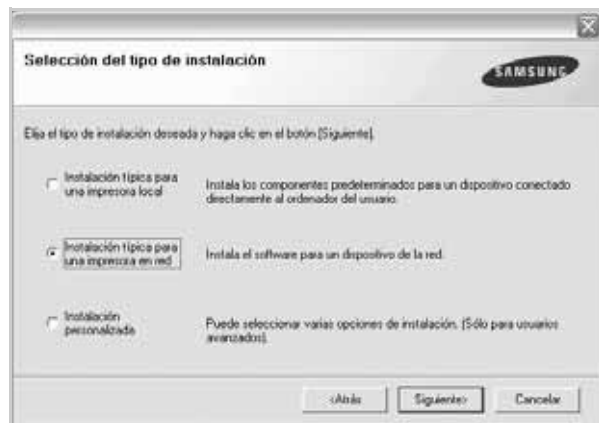 Selección del tipo de instalación
SAMSUNG
Elija el tipo de instalación deseada y haga clic en el botón [Siguiente].
Instalación típica para
una impresora local
Instala los componentes predeterminados para un dispositivo conectado
directamente al ordenador del usuario.
Instalación típica para
una impresora en red
Instala el software para un dispositivo de la red.
Instalación
personalizada
Puede seleccionar varias opciones de instalación. (Sólo para usuarios
avanzados).
<Atrás
Siguiente>
Cancelar